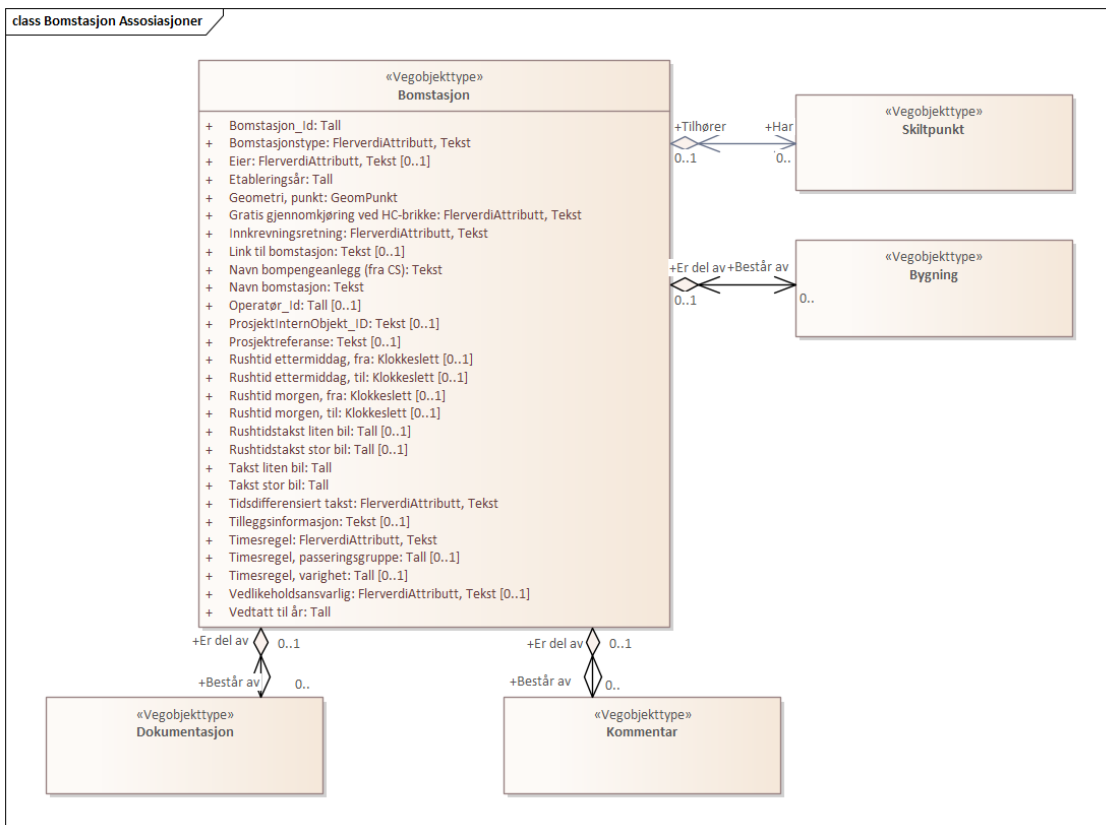 class Bomstasjon Assosiasjoner
«Vegobjekttype»
Bomstasjon
+ Bomstasjon_Id: Tall
+ Bomstasjonstype: FlerverdiAttributt, Tekst
+ Eier: FlerverdiAttributt, Tekst [0..1]
+ Etableringsår: Tall
+ Geometri, punkt: GeomPunkt
+ Gratis gjennomkjøring ved HC-brikke: FlerverdiAttributt, Tekst
+ Innkrevningsretning: FlerverdiAttributt, Tekst
+ Link til bomstasjon: Tekst [0..1]
+ Navn bompengeanlegg (fra CS): Tekst
+ Navn bomstasjon: Tekst
+ Operatør_Id: Tall [0..1]
+ ProsjektInternObjekt_ID: Tekst [0..1]
+ Prosjektreferanse: Tekst [0..1]
+ Rushtid ettermiddag, fra: Klokkeslett [0..1]
+ Rushtid ettermiddag, til: Klokkeslett [0..1]
+ Rushtid morgen, fra: Klokkeslett [0..1]
+ Rushtid morgen, til: Klokkeslett [0..1]
+ Rushtidstakst liten bil: Tall [0..1]
+ Rushtidstakst stor bil: Tall [0..1]
+ Takst liten bil: Tall
+ Takst stor bil: Tall
+ Tidsdifferensiert takst: FlerverdiAttributt, Tekst
+ Tilleggsinformasjon: Tekst [0..1]
+ Timesregel: FlerverdiAttributt, Tekst
+ Timesregel, passeringsgruppe: Tall [0..1]
+ Timesregel, varighet: Tall [0..1]
+ Vedlikeholdsansvarlig: FlerverdiAttributt, Tekst [0..1]
+ Vedtatt til år: Tall
+Tilhører +Har
0..1 0..
«Vegobjekttype»
Skiltpunkt
+Er del av +Består av
0..1 0..
«Vegobjekttype»
Bygning
+Er del av 0..1
+Består av 0..
«Vegobjekttype»
Dokumentasjon
+Er del av 0..1
+Består av 0..
«Vegobjekttype»
Kommentar